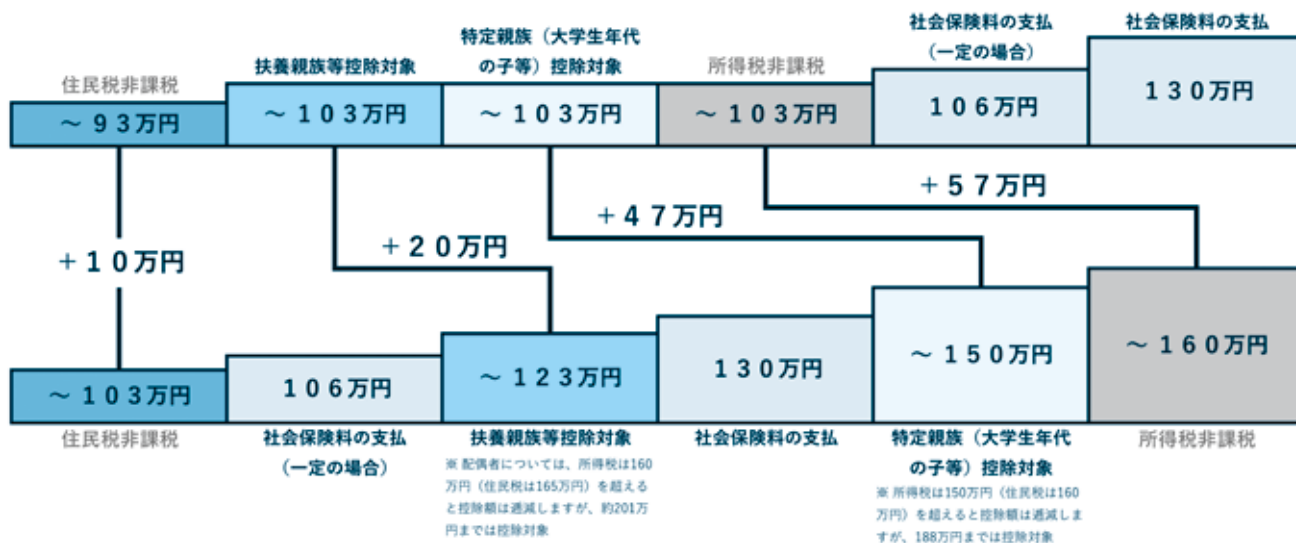 住民税非課税
~９３万円
扶養親族等控除対象
~１０３万円
特定親族（大学生年代
の子等）控除対象
~１０３万円
所得税非課税
~１０３万円
社会保険料の支払
（一定の場合）
１０６万円
社会保険料の支払
１３０万円
＋１０万円
＋２０万円
＋４７万円
＋５７万円
~１０３万円
住民税非課税
１０６万円
社会保険料の支払
（一定の場合）
~１２３万円
扶養親族等控除対象
※ 配偶者については、所得税は160
万円（住民税は165万円）を超える
と控除額は逓減しますが、約201万
円までは控除対象
１３０万円
社会保険料の支払
~１５０万円
特定親族（大学生年代
の子等）控除対象
※ 所得税は150万円（住民税は160
万円）を超えると控除額は逓減しま
すが、188万円までは控除対象
~１６０万円
所得税非課税